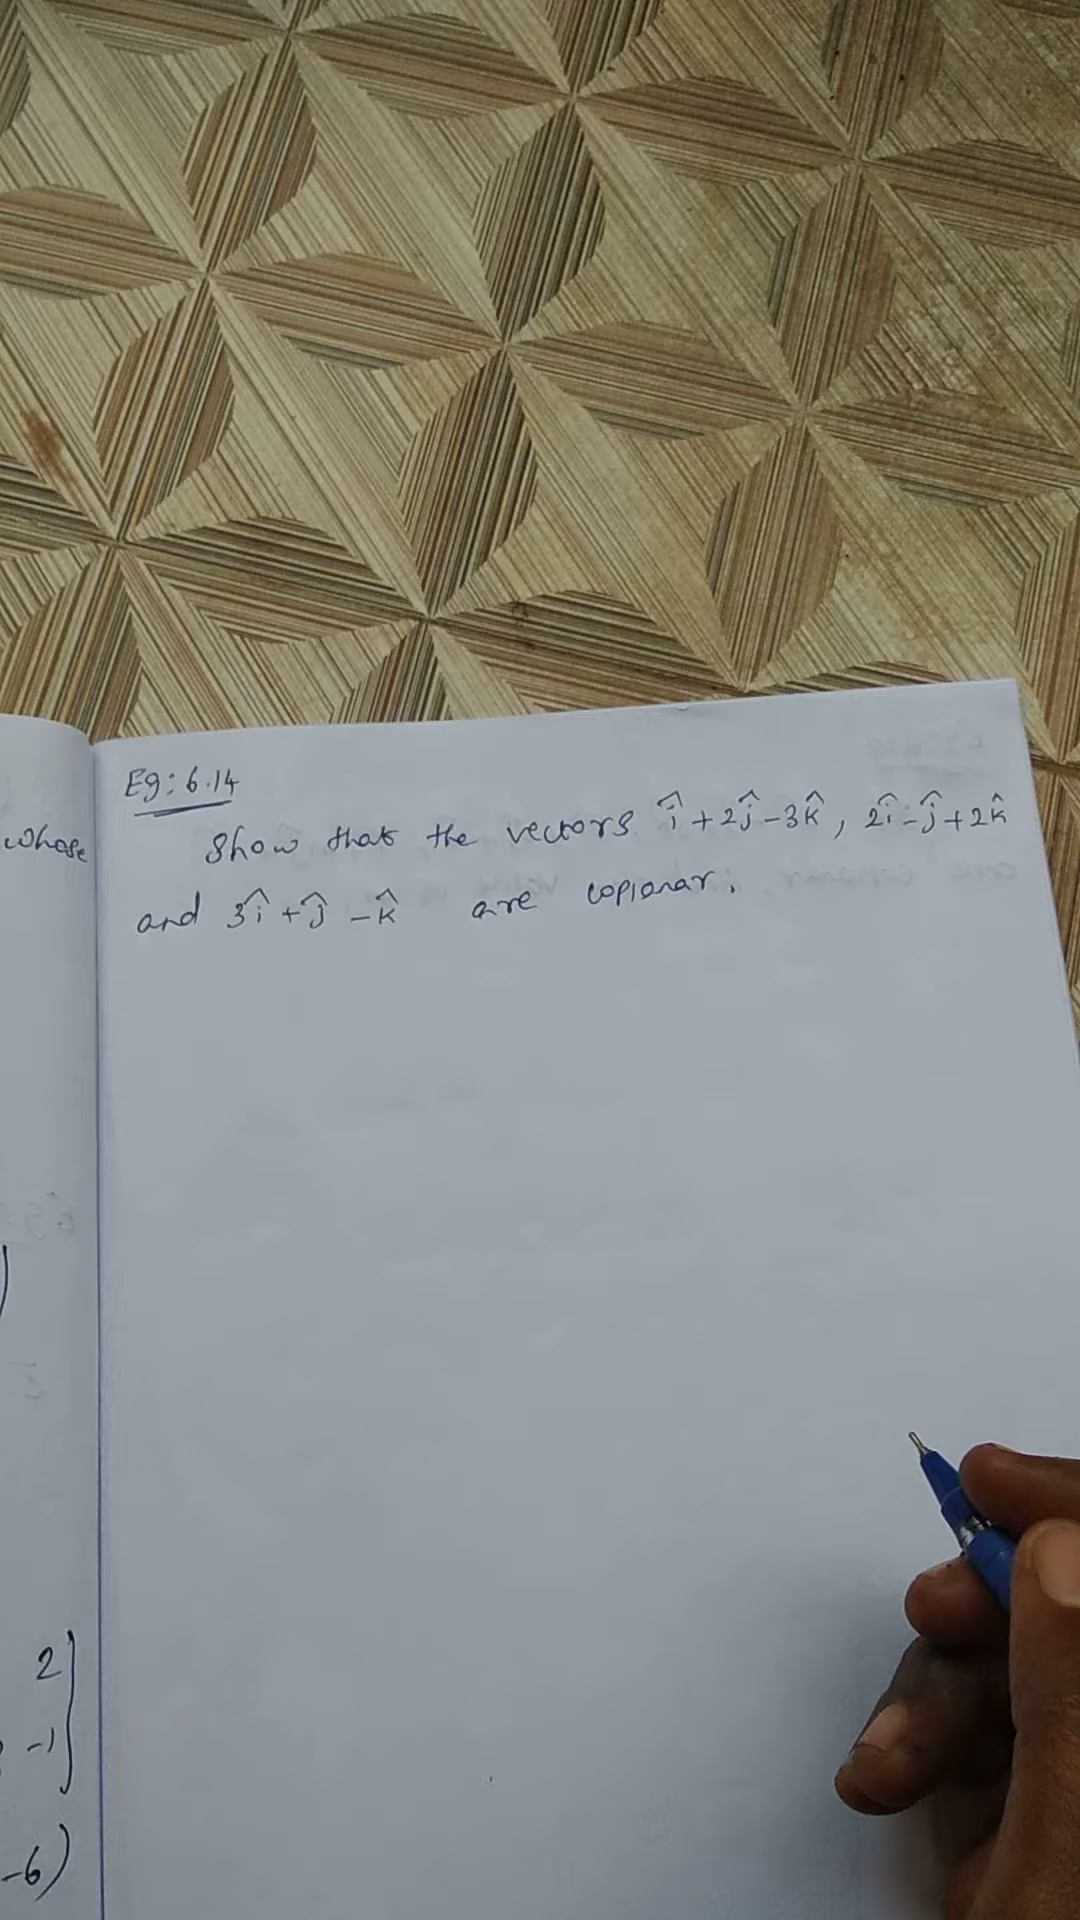 Eg: 6.14
Show that the vectors î + 2ĵ - 3k̂, 2î - ĵ + 2k̂
and 3î + ĵ - k̂ are coplanar.
whose
2
-1
-6)